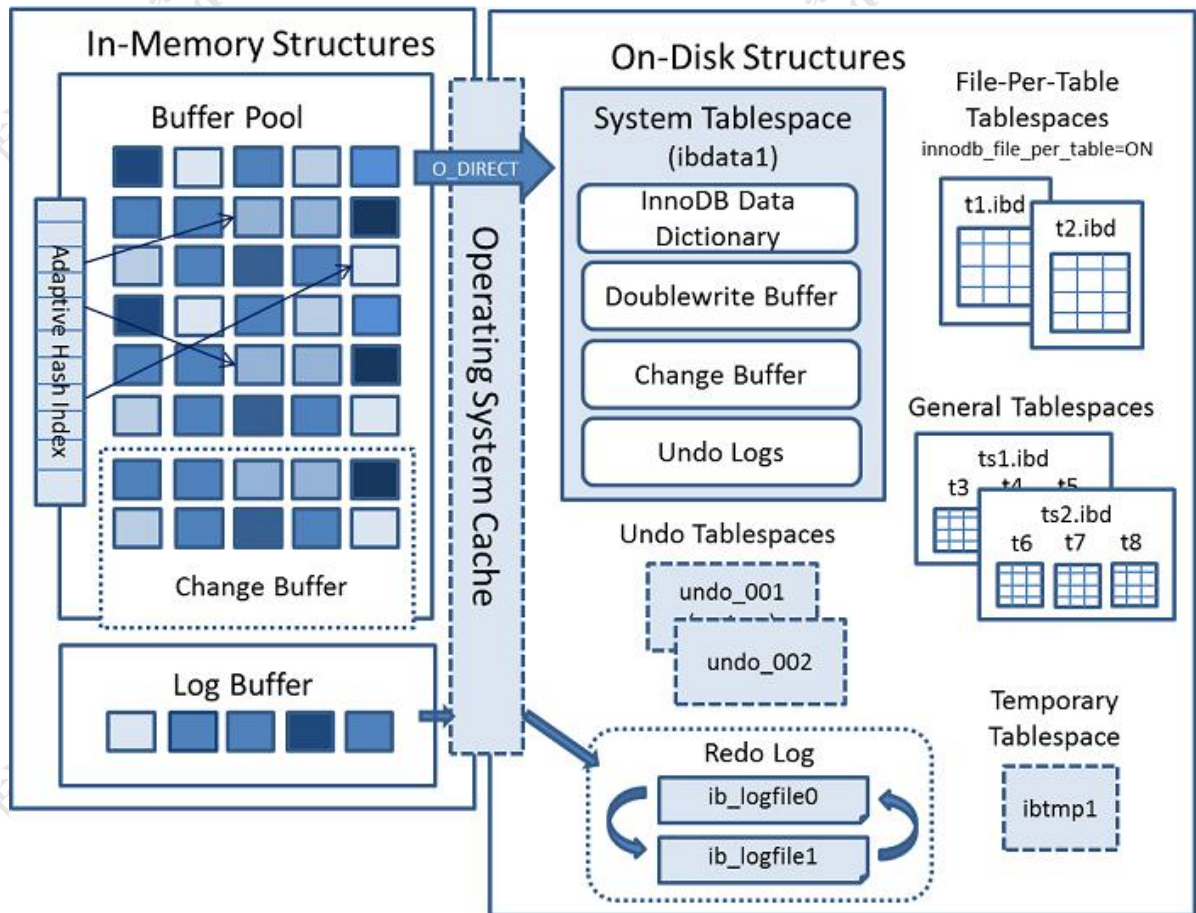 In-Memory Structures
Buffer Pool
Adaptive Hash Index
Change Buffer
Log Buffer
Operating System Cache
O_DIRECT
On-Disk Structures
System Tablespace
(ibdata1)
InnoDB Data
Dictionary
Doublewrite Buffer
Change Buffer
Undo Logs
File-Per-Table
Tablespaces
innodb_file_per_table=ON
t1.ibd
t2.ibd
General Tablespaces
ts1.ibd
t3 t4 t5
ts2.ibd
t6 t7 t8
Undo Tablespaces
undo_001
undo_002
Redo Log
ib_logfile0
ib_logfile1
Temporary
Tablespace
ibtmp1